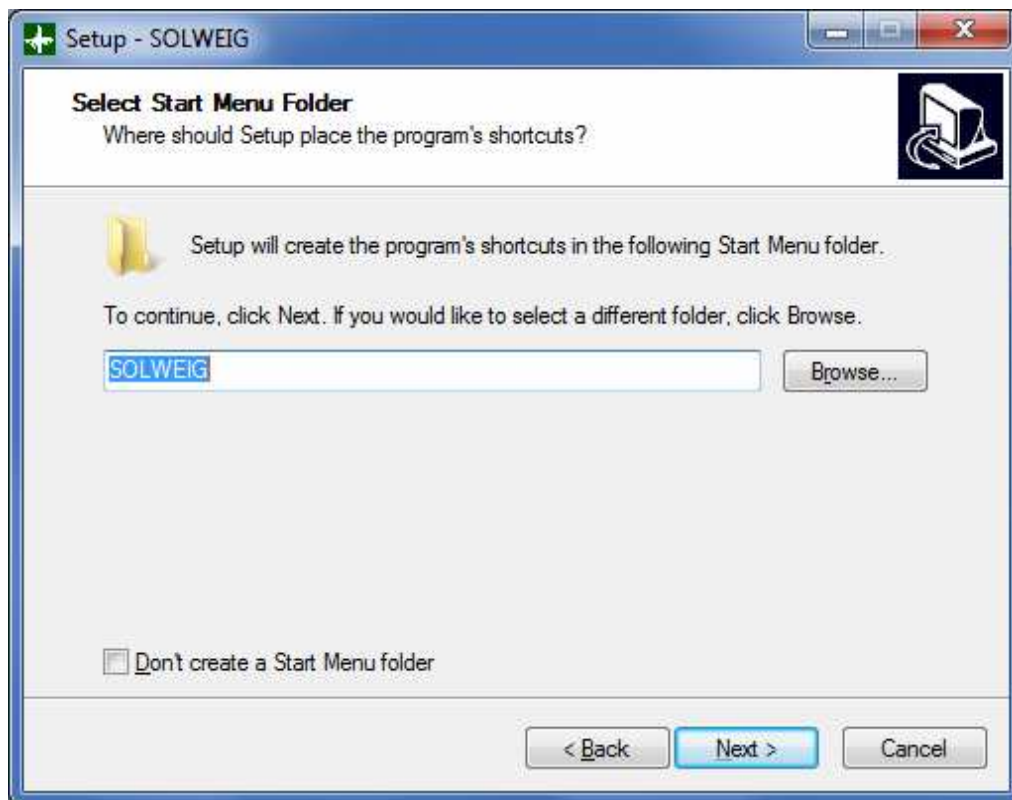 Setup - SOLWEIG
Select Start Menu Folder
Where should Setup place the program's shortcuts?
Setup will create the program's shortcuts in the following Start Menu folder.
To continue, click Next. If you would like to select a different folder, click Browse.
SOLWEIG
Browse...
Don't create a Start Menu folder
< Back
Next >
Cancel